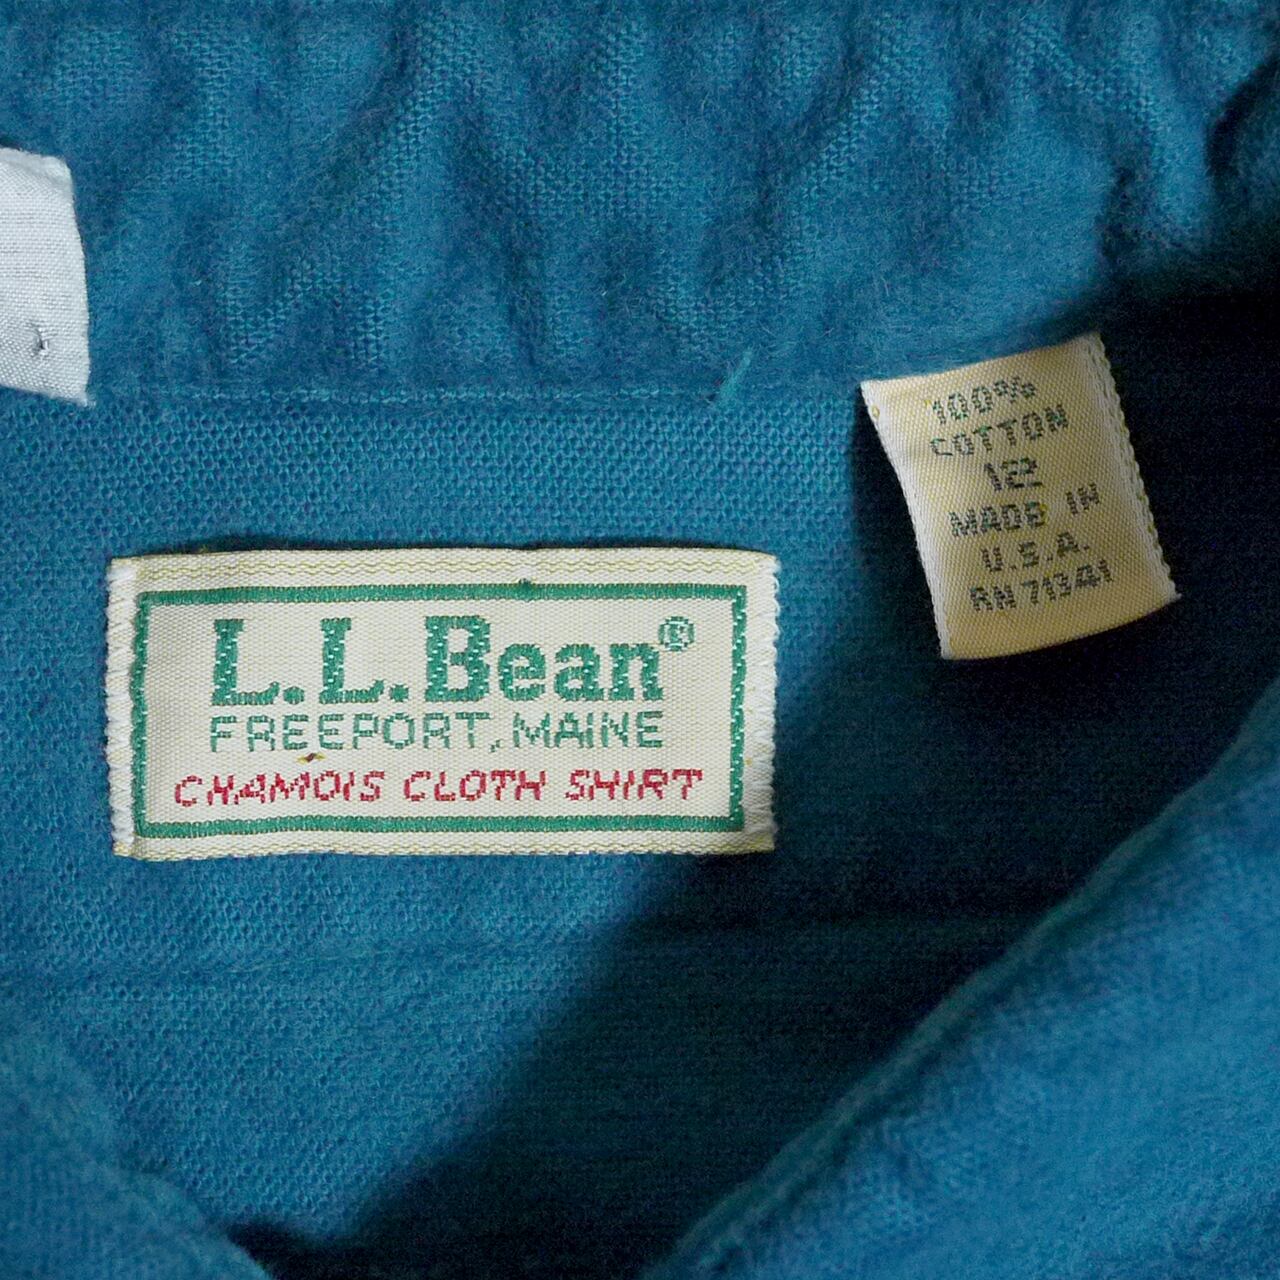 L.L.Bean®
FREEPORT, MAINE
CHAMOIS CLOTH SHIRT
100%
COTTON
12
MADE IN
U.S.A.
RN 71341